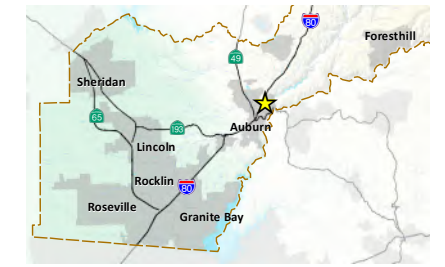 80
Foresthill
49
Sheridan
65
193
Auburn
Lincoln
Rocklin
80
Roseville
Granite Bay